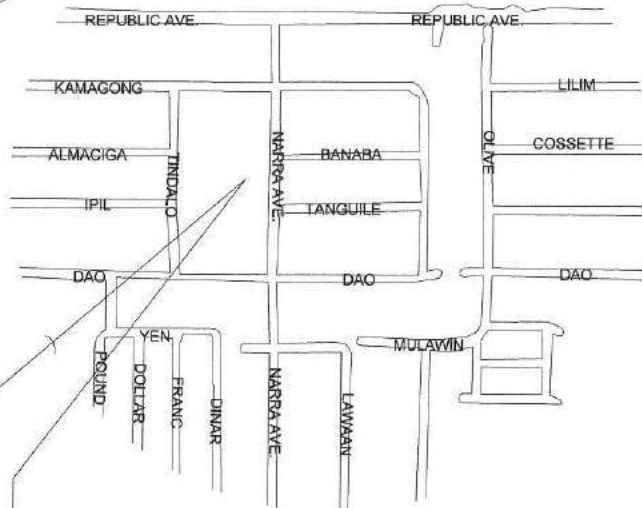 REPUBLIC AVE.
REPUBLIC AVE.
KAMAGONG
LILIM
NARRA AVE.
OLIVE
COSSETTE
ALMACIGA
TINDALO
BANABA
IPIL
TANGUILE
DAO
DAO
DAO
YEN
MULAWIN
POUND
DOLLAR
FRANC
DINAR
NARRA AVE.
LAWAAN